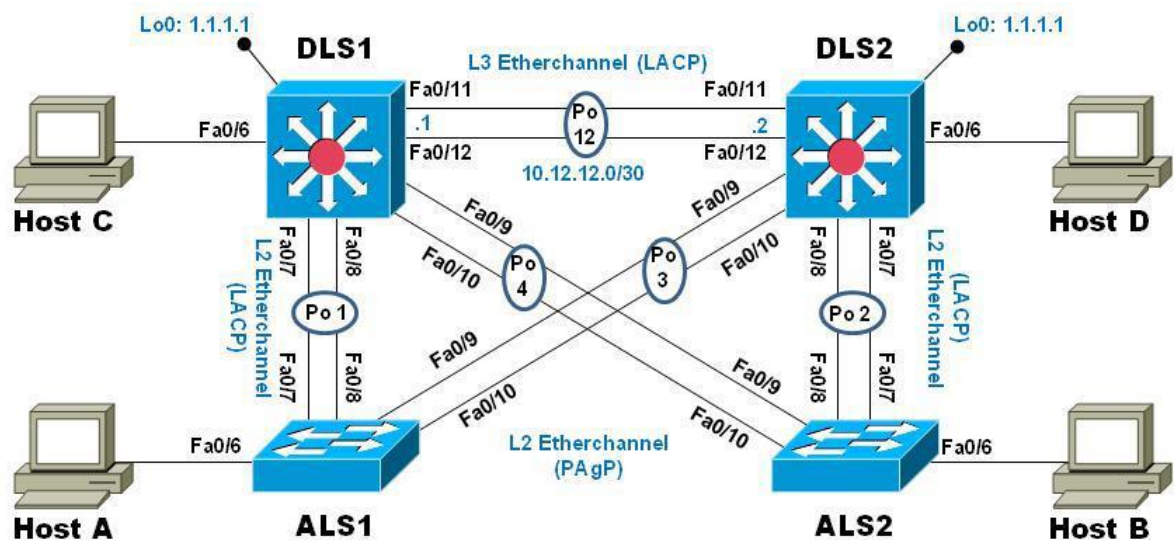 Lo0: 1.1.1.1
DLS1
DLS2
Lo0: 1.1.1.1
L3 Etherchannel (LACP)
Fa0/11
Fa0/11
Fa0/6
.1
Po
12
.2
Fa0/6
Fa0/12
Fa0/12
10.12.12.0/30
Host C
Host D
Fa0/7
Fa0/8
Fa0/9
Fa0/10
Fa0/9
Fa0/10
Fa0/8
Fa0/7
L2 Etherchannel
(LACP)
Po 1
Po
4
Po
3
Po 2
L2 Etherchannel
(LACP)
Fa0/7
Fa0/8
Fa0/9
Fa0/10
Fa0/9
Fa0/10
Fa0/8
Fa0/7
Fa0/6
L2 Etherchannel
(PAgP)
Fa0/6
Host A
ALS1
ALS2
Host B